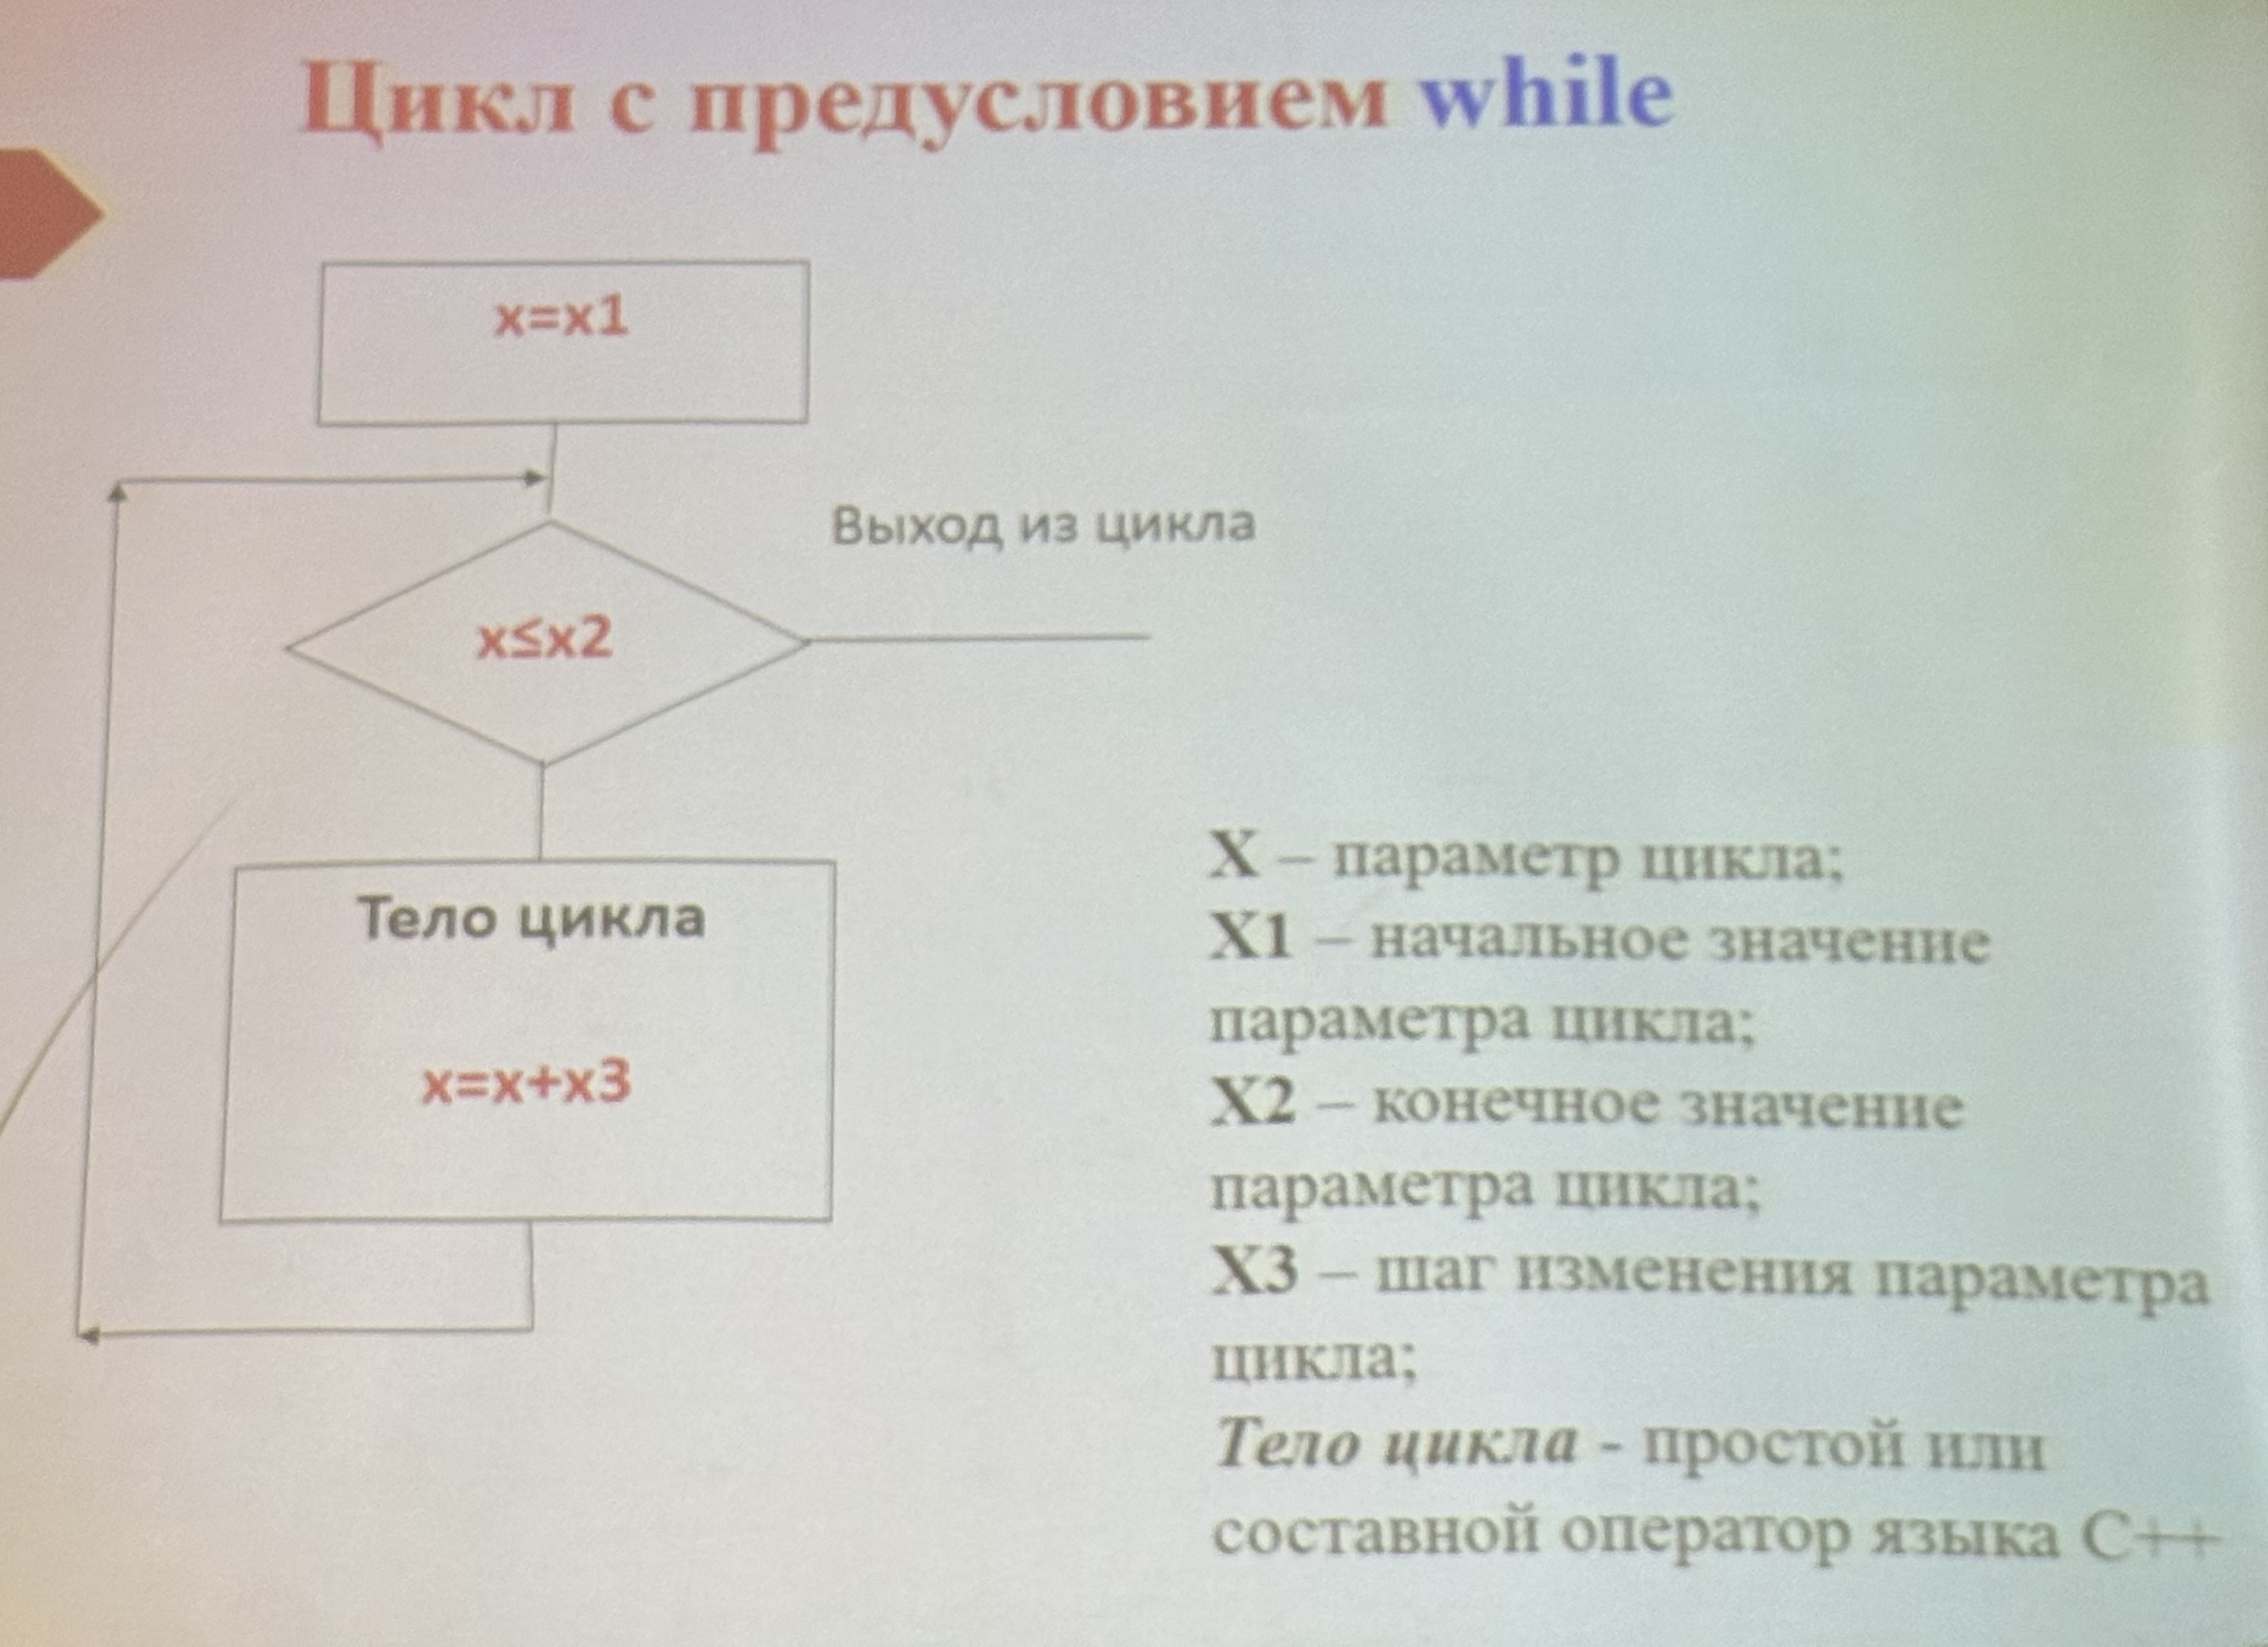 Цикл с предусловием while
x=x1
Выход из цикла
x≤x2
Тело цикла
x=x+x3
X – параметр цикла;
X1 – начальное значение
параметра цикла;
X2 – конечное значение
параметра цикла;
X3 – шаг изменения параметра
цикла;
Тело цикла - простой или
составной оператор языка C++